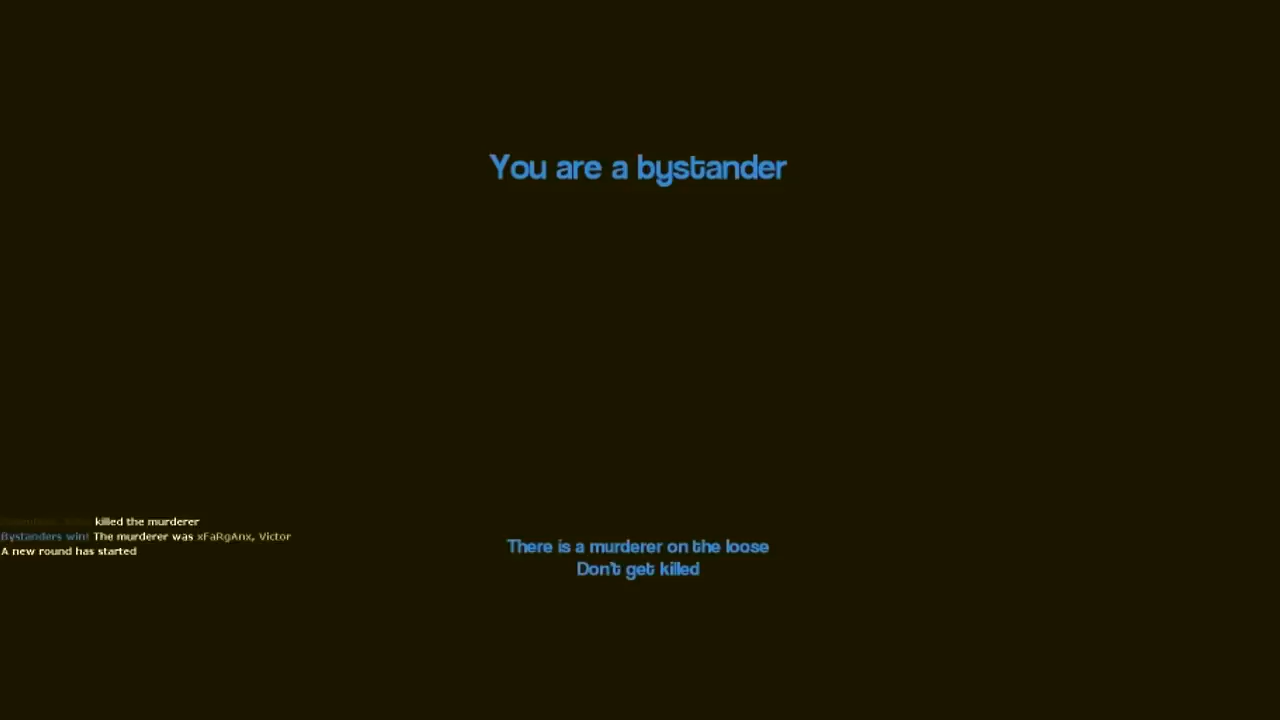 You are a bystander
killed the murderer
Bystanders win! The murderer was xFaRgAnx, Victor
A new round has started
There is a murderer on the loose
Don't get killed